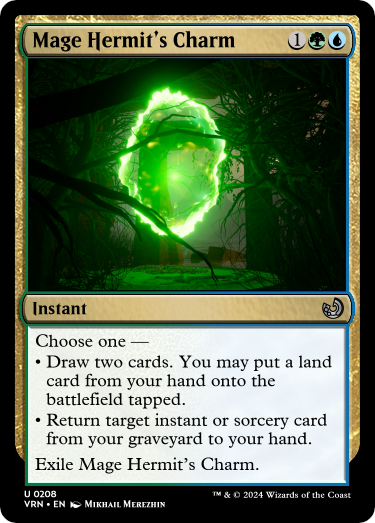 Mage Hermit's Charm 1
Instant
Choose one —
• Draw two cards. You may put a land
card from your hand onto the
battlefield tapped.
• Return target instant or sorcery card
from your graveyard to your hand.
Exile Mage Hermit's Charm.
U 0208
VRN • EN Mikhail Merezhin
™ & © 2024 Wizards of the Coast